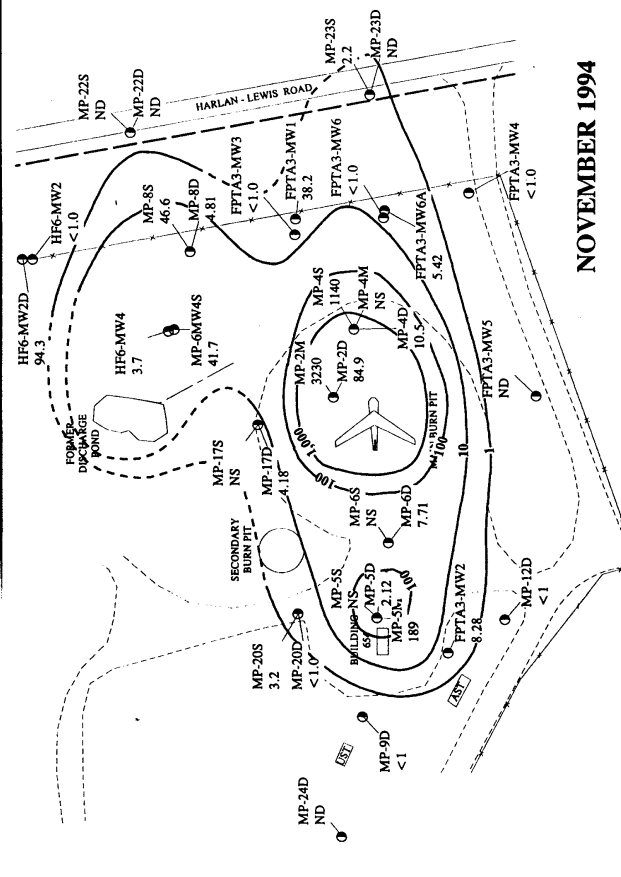 MP-24D
ND
UST
MP-9D
<1
AST
MP-20S
3.2
MP-20D
<1.0
SECONDARY
BURN PIT
BUILDING
MP-5S
NS
MP-5D
2.12
MP-5M
189
100
FPTA3-MW2
8.28
MP-12D
<1
MP-17S
NS
MP-17D
4.18
MP-6S
NS
MP-6D
7.71
FORMER
DISCHARGE
POND
HF6-MW2D
94.3
HF6-MW2
<1.0
HF6-MW4
3.7
MP-6MW4S
41.7
MP-8S
46.6
MP-8D
4.81
MP-22S
ND
MP-22D
ND
HARLAN - LEWIS ROAD
MP-23S
2.2
MP-23D
ND
FPTA3-MW3
<1.0
FPTA3-MW1
38.2
FPTA3-MW6
<1.0
FPTA3-MW6A
5.42
FPTA3-MW4
<1.0
MP-4S
1140
MP-4M
NS
MP-4D
10.5
MP-2M
3230
MP-2D
84.9
1,000
100
MAIN BURN PIT
100
10
1
FPTA3-MW5
ND
NOVEMBER 1994